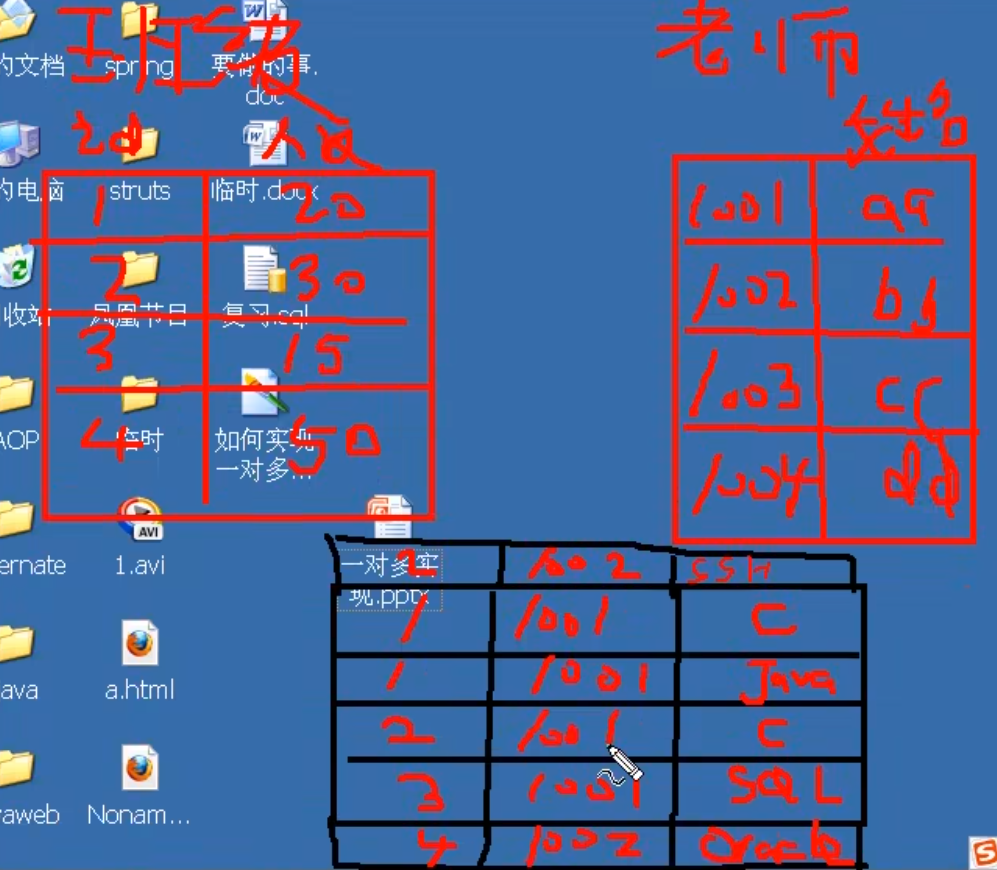 班级
老师
的文档 spring 要做的事.
doc
id 人数
姓名
的电脑 struts 临时.docx
1 20
1001 aa
2 30
1002 bb
收站 凤凰节目 复习.sql
3 15
1003 cc
AOP 临时 如何实现
一对多...
4 50
1004 dd
AVI
ernate 1.avi 一对多实
现.pptx
2 1002 SSH
1 1001 C
ava a.html
1 1001 Java
2 1001 C
3 1001 SQL
aweb Nonam...
4 1002 Oracle